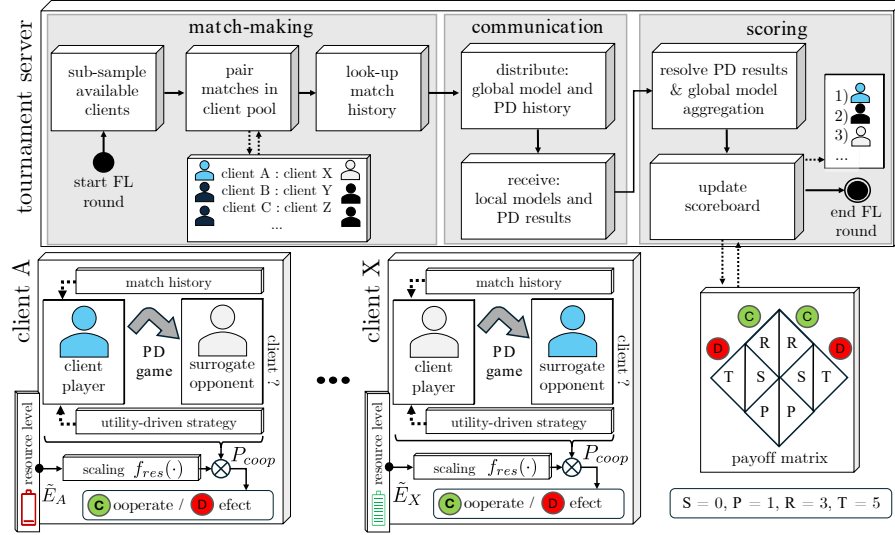 tournament server
match-making
communication
scoring
sub-sample
available
clients
pair
matches in
client pool
look-up
match
history
distribute:
global model and
PD history
resolve PD results
& global model
aggregation
1)
2)
3)
...
start FL
round
client A : client X
client B : client Y
client C : client Z
...
receive:
local models and
PD results
update
scoreboard
end FL
round
client A
match history
client
player
PD
game
surrogate
opponent
client ?
utility-driven strategy
resource level
scaling f_res(·)
P_coop
Ẽ_A
C ooperate / D efect
...
client X
match history
client
player
PD
game
surrogate
opponent
client ?
utility-driven strategy
resource level
scaling f_res(·)
P_coop
Ẽ_X
C ooperate / D efect
C C
D D
R R
T S S T
P P
payoff matrix
S = 0, P = 1, R = 3, T = 5